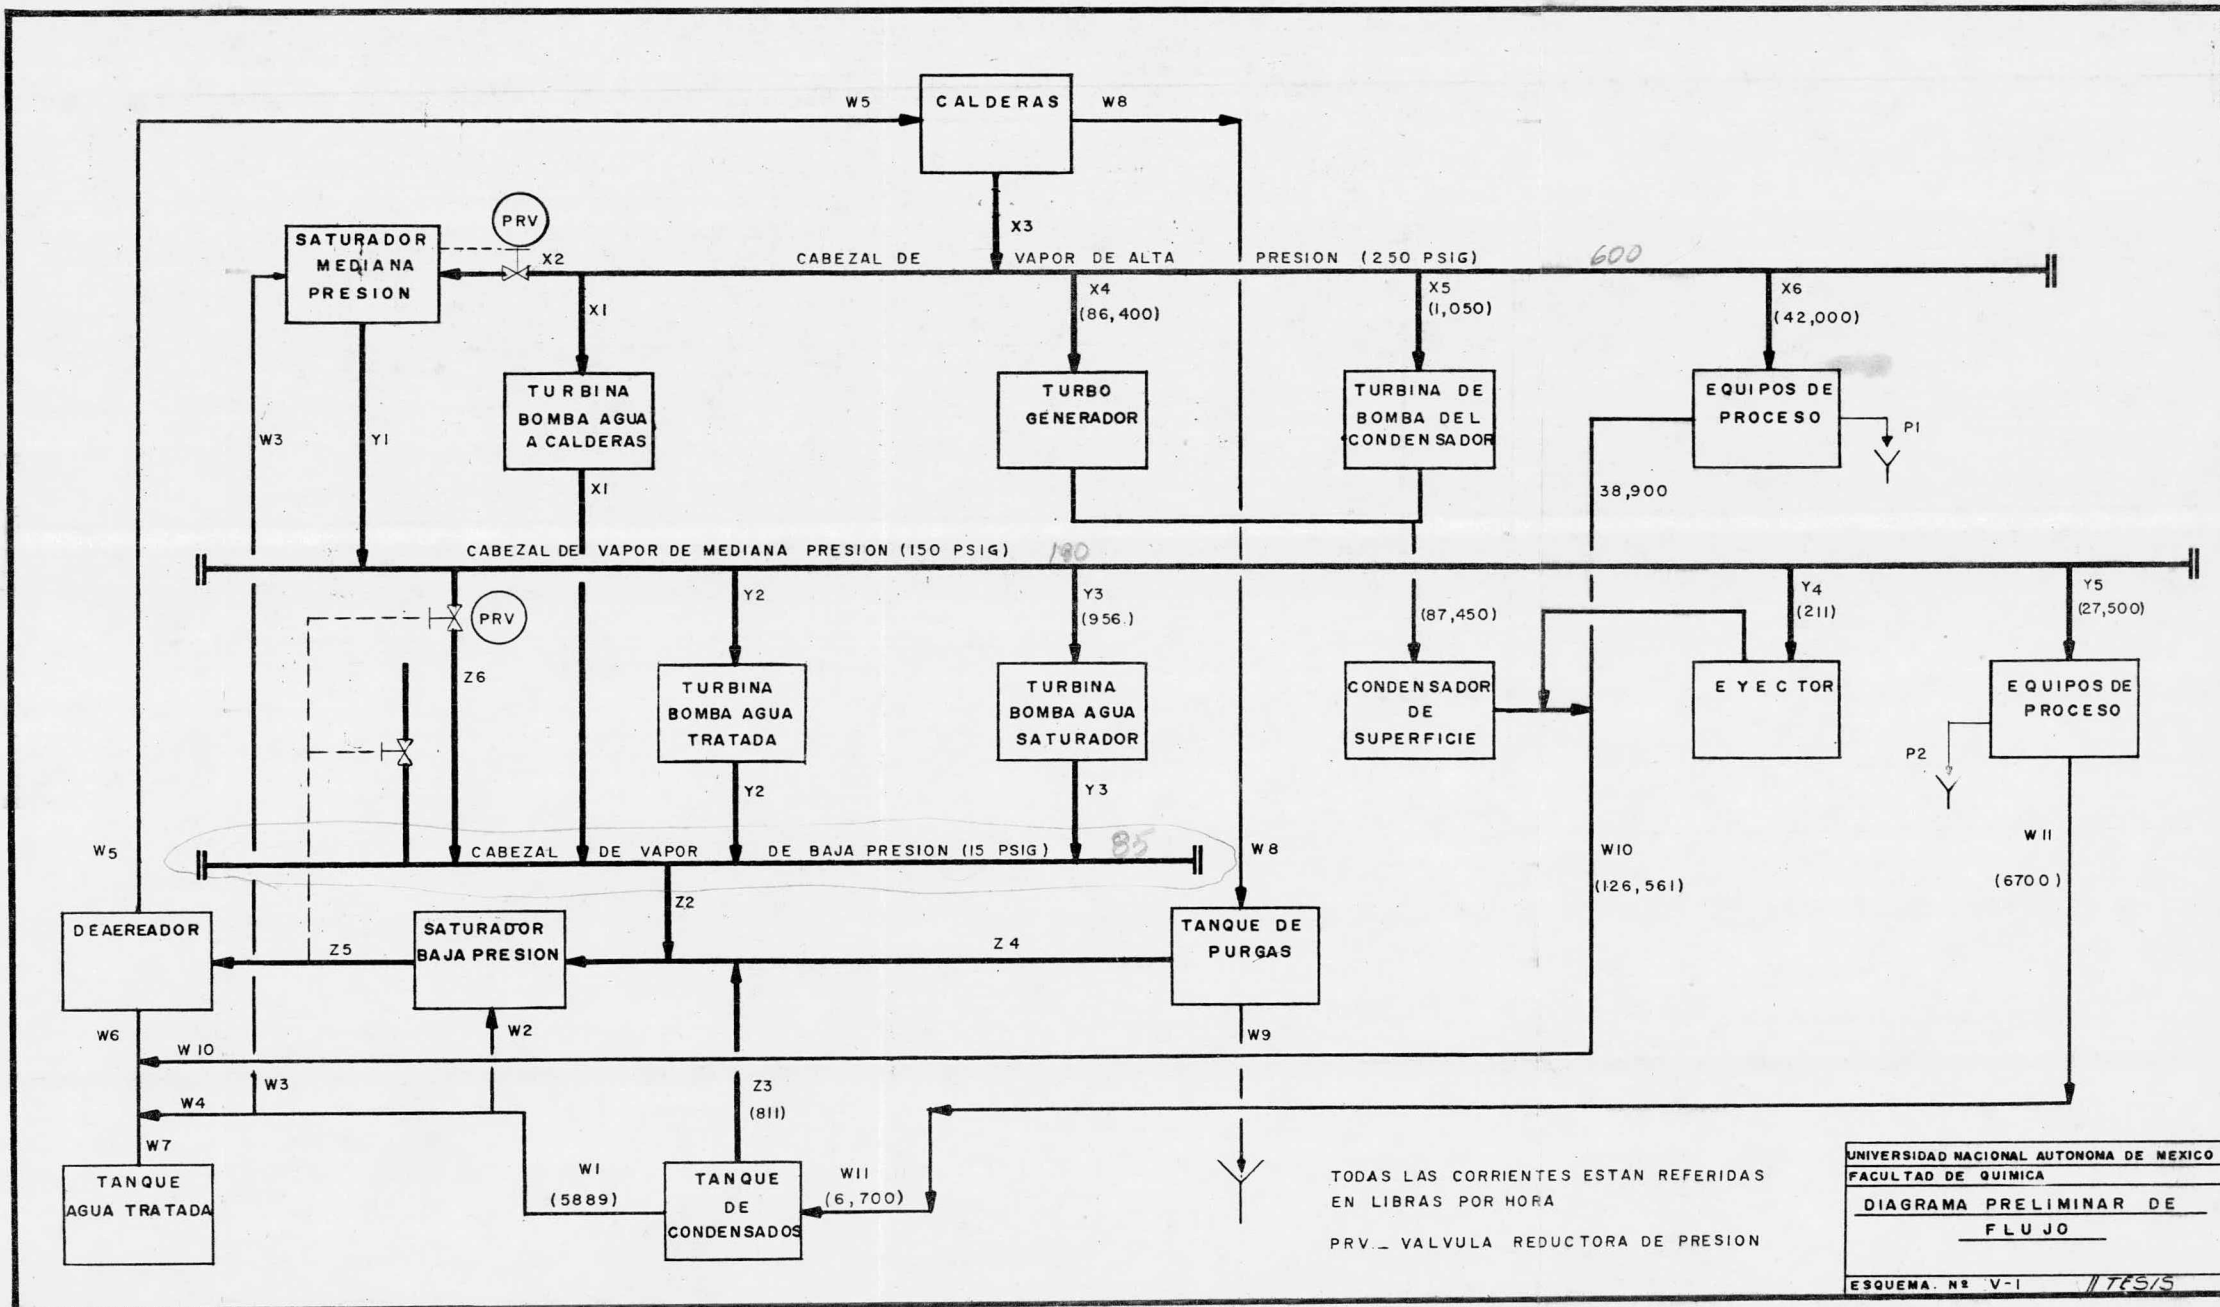 W5
CALDERAS
W8
PRV
X3
SATURADOR
MEDIANA
PRESION
X2
CABEZAL DE VAPOR DE ALTA PRESION (250 PSIG) 600
X1
X4
(86,400)
X5
(1,050)
X6
(42,000)
W3
Y1
TURBINA
BOMBA AGUA
A CALDERAS
TURBO
GENERADOR
TURBINA DE
BOMBA DEL
CONDENSADOR
EQUIPOS DE
PROCESO
P1
X1
38,900
CABEZAL DE VAPOR DE MEDIANA PRESION (150 PSIG)
PRV
Y2
Y3
(956.)
(87,450)
Y4
(211)
Y5
(27,500)
Z6
TURBINA
BOMBA AGUA
TRATADA
TURBINA
BOMBA AGUA
SATURADOR
CONDENSADOR
DE
SUPERFICIE
EYECTOR
EQUIPOS DE
PROCESO
P2
Y2
Y3
W5
CABEZAL DE VAPOR DE BAJA PRESION (15 PSIG) 85
W8
W10
(126,561)
W11
(6700)
Z2
DEAEREADOR
Z5
SATURADOR
BAJA PRESION
Z4
TANQUE DE
PURGAS
W6
W2
W9
W10
W3
W4
Z3
(811)
W7
TANQUE
AGUA TRATADA
W1
(5889)
TANQUE
DE
CONDENSADOS
W11
(6,700)
TODAS LAS CORRIENTES ESTAN REFERIDAS
EN LIBRAS POR HORA
PRV._ VALVULA REDUCTORA DE PRESION
UNIVERSIDAD NACIONAL AUTONOMA DE MEXICO
FACULTAD DE QUIMICA
DIAGRAMA PRELIMINAR DE
FLUJO
ESQUEMA. Nº V-1 TESIS